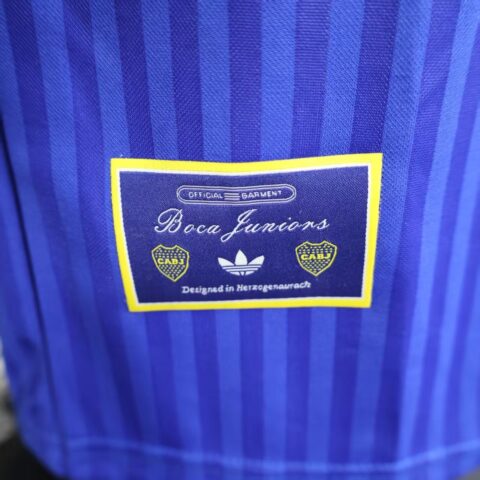 OFFICIAL GARMENT
Boca Juniors
CABJ
CABJ
Designed in Herzogenaurach